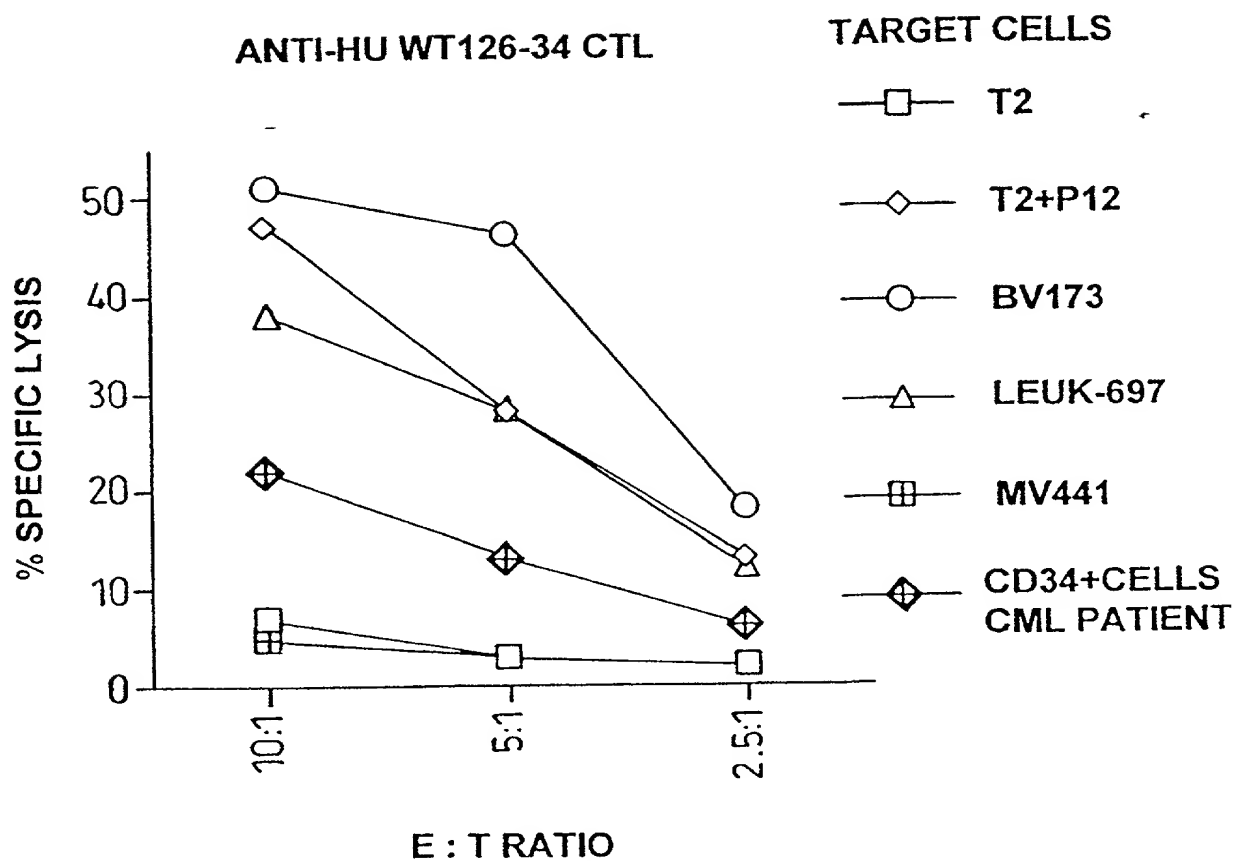 ANTI-HU WT126-34 CTL
TARGET CELLS
T2
T2+P12
BV173
LEUK-697
MV441
CD34+CELLS
CML PATIENT
% SPECIFIC LYSIS
50
40
30
20
10
0
10:1
5:1
2.5:1
E : T RATIO